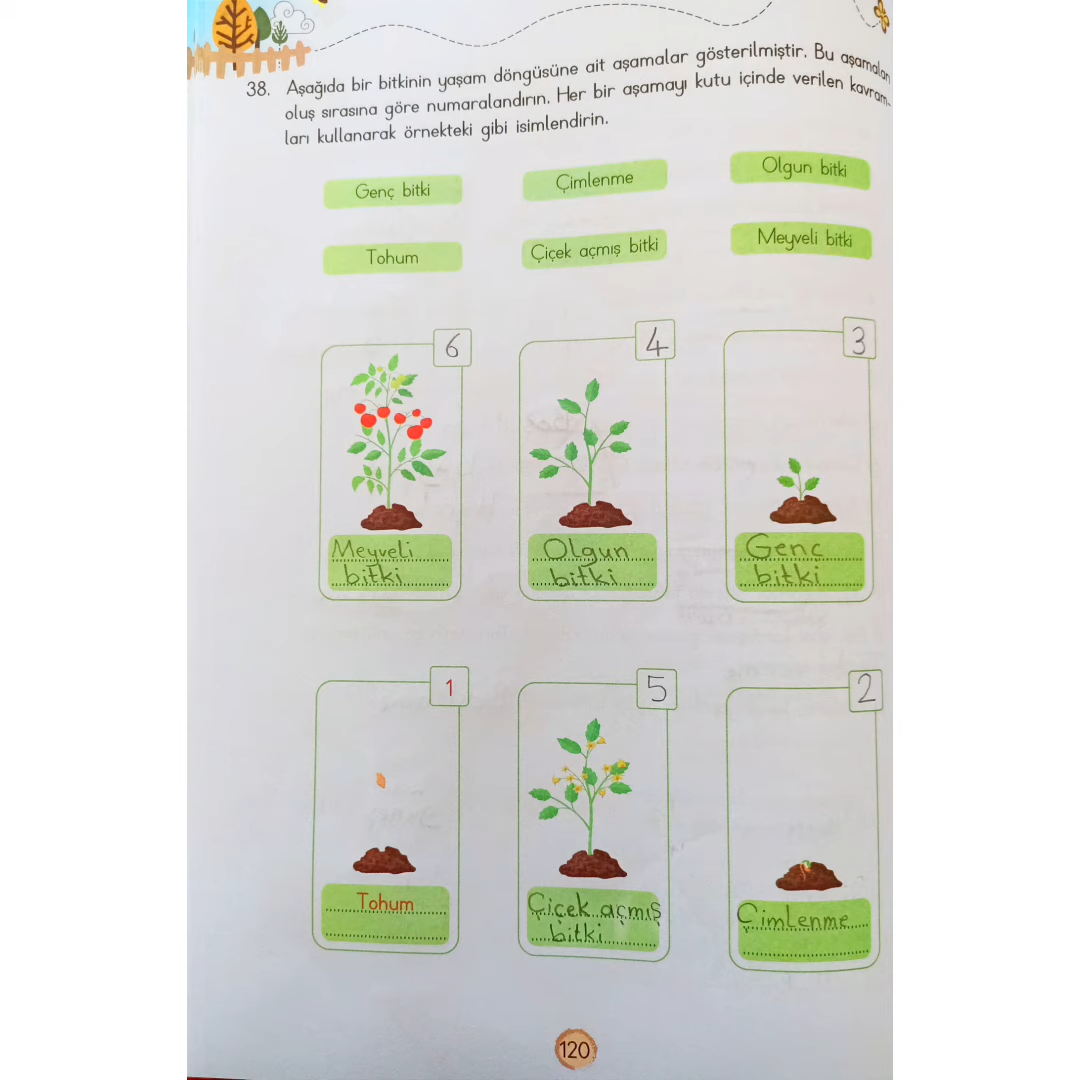 38. Aşağıda bir bitkinin yaşam döngüsüne ait aşamalar gösterilmiştir. Bu aşamaları
oluş sırasına göre numaralandırın. Her bir aşamayı kutu içinde verilen kavram-
ları kullanarak örnekteki gibi isimlendirin.
Genç bitki
Çimlenme
Olgun bitki
Tohum
Çiçek açmış bitki
Meyveli bitki
6
4
3
Meyveli
bitki
Olgun
bitki
Genç
bitki
1
5
2
Tohum
Çiçek açmış
bitki
Çimlenme
120